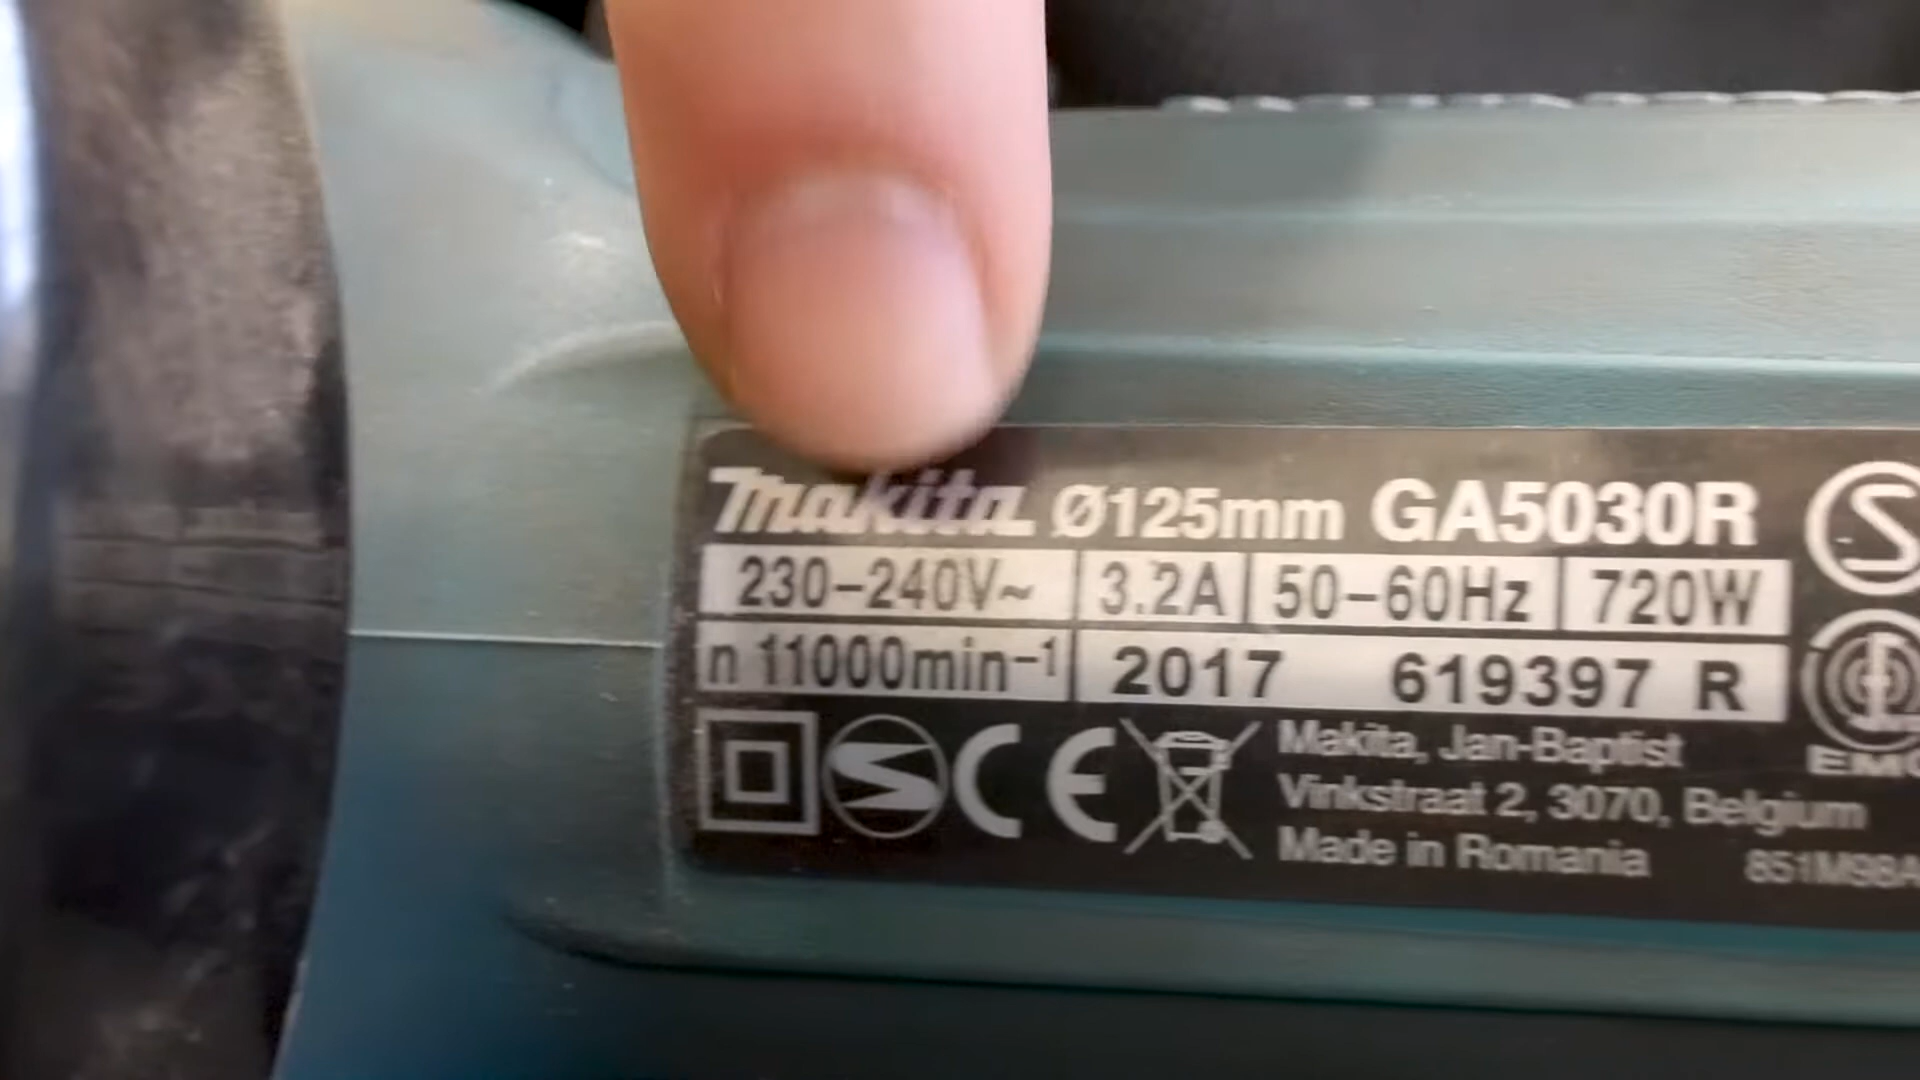 makita Ø125mm GA5030R
230-240V~ 3.2A 50-60Hz 720W
n 11000min⁻¹ 2017 619397 R
CE Makita, Jan-Baptist
Vinkstraat 2, 3070, Belgium
Made in Romania